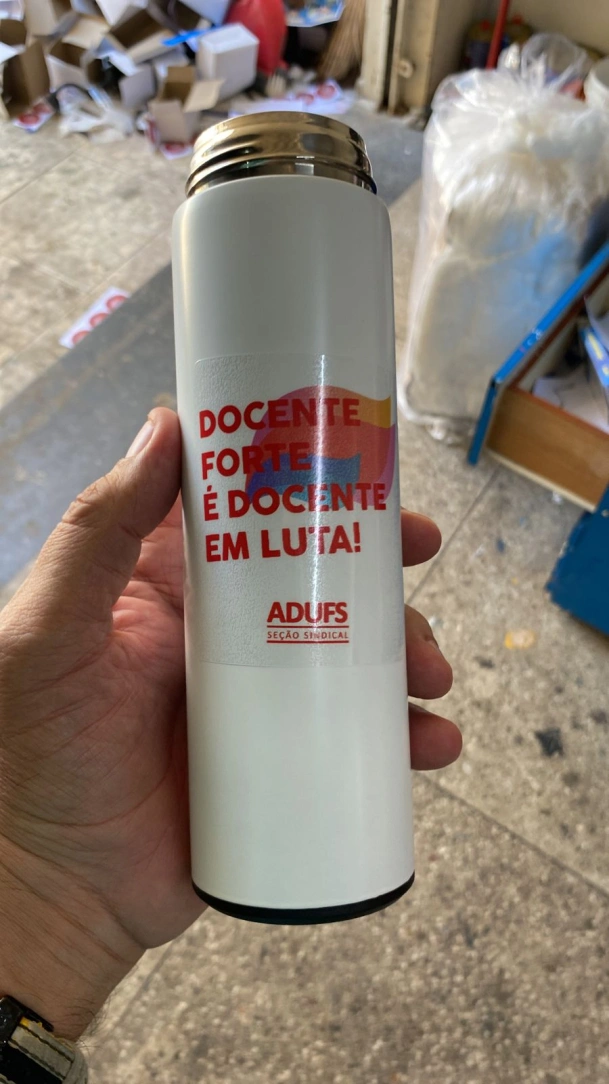 DOCENTE
FORTE
É DOCENTE
EM LUTA!
ADUFS
SEÇÃO SINDICAL